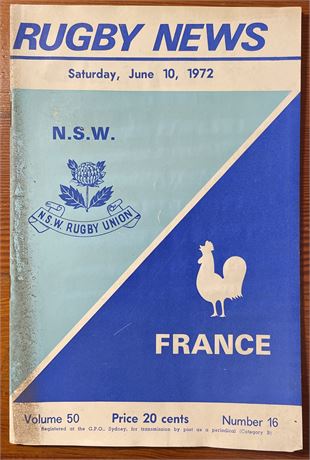 RUGBY NEWS
Saturday, June 10, 1972
N.S.W.
N.S.W. RUGBY UNION
FRANCE
Volume 50 Price 20 cents Number 16
Registered at the G.P.O., Sydney, for transmission by post as a periodical (Category B)